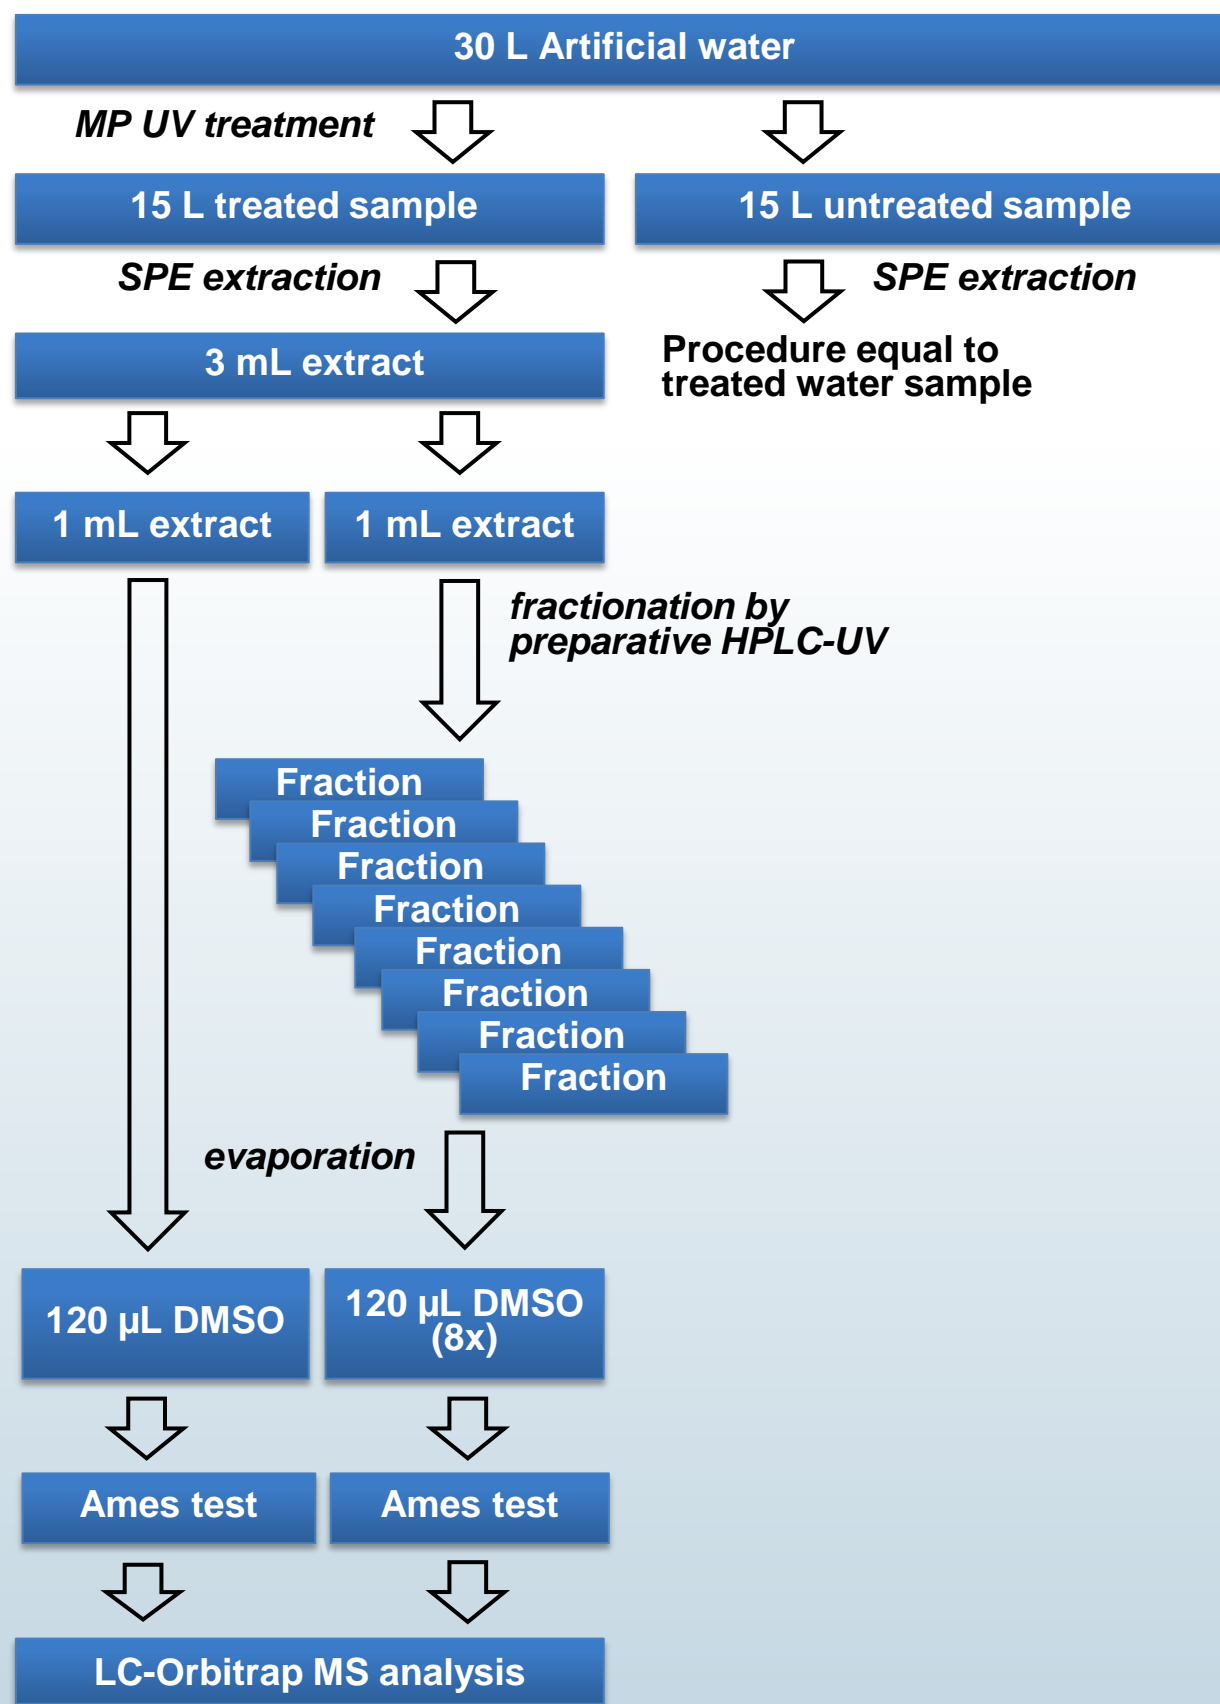 30 L Artificial water
MP UV treatment
15 L treated sample
15 L untreated sample
SPE extraction
SPE extraction
3 mL extract
Procedure equal to
treated water sample
1 mL extract
1 mL extract
fractionation by
preparative HPLC-UV
Fraction
Fraction
Fraction
Fraction
Fraction
Fraction
Fraction
Fraction
evaporation
120 µL DMSO
120 µL DMSO
(8x)
Ames test
Ames test
LC-Orbitrap MS analysis